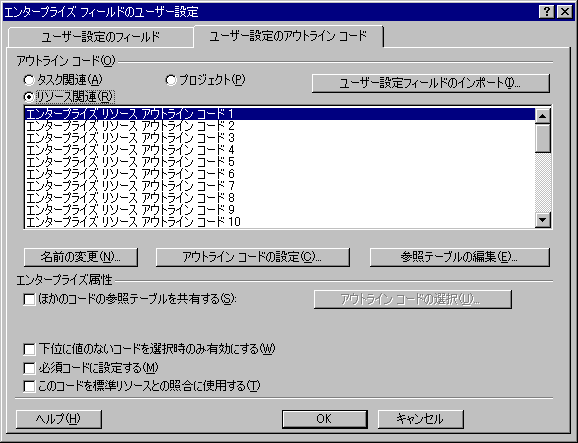 エンタープライズ フィールドのユーザー設定
ユーザー設定のフィールド
ユーザー設定のアウトライン コード
アウトライン コード(O)
タスク関連(A)
プロジェクト(P)
ユーザー設定フィールドのインポート(I)...
リソース関連(R)
エンタープライズ リソース アウトライン コード 1
エンタープライズ リソース アウトライン コード 2
エンタープライズ リソース アウトライン コード 3
エンタープライズ リソース アウトライン コード 4
エンタープライズ リソース アウトライン コード 5
エンタープライズ リソース アウトライン コード 6
エンタープライズ リソース アウトライン コード 7
エンタープライズ リソース アウトライン コード 8
エンタープライズ リソース アウトライン コード 9
エンタープライズ リソース アウトライン コード 10
名前の変更(N)...
アウトライン コードの設定(C)...
参照テーブルの編集(E)...
エンタープライズ属性
ほかのコードの参照テーブルを共有する(S):
アウトライン コードの選択(U)...
下位に値のないコードを選択時のみ有効にする(W)
必須コードに設定する(M)
このコードを標準リソースとの照合に使用する(T)
ヘルプ(H)
OK
キャンセル